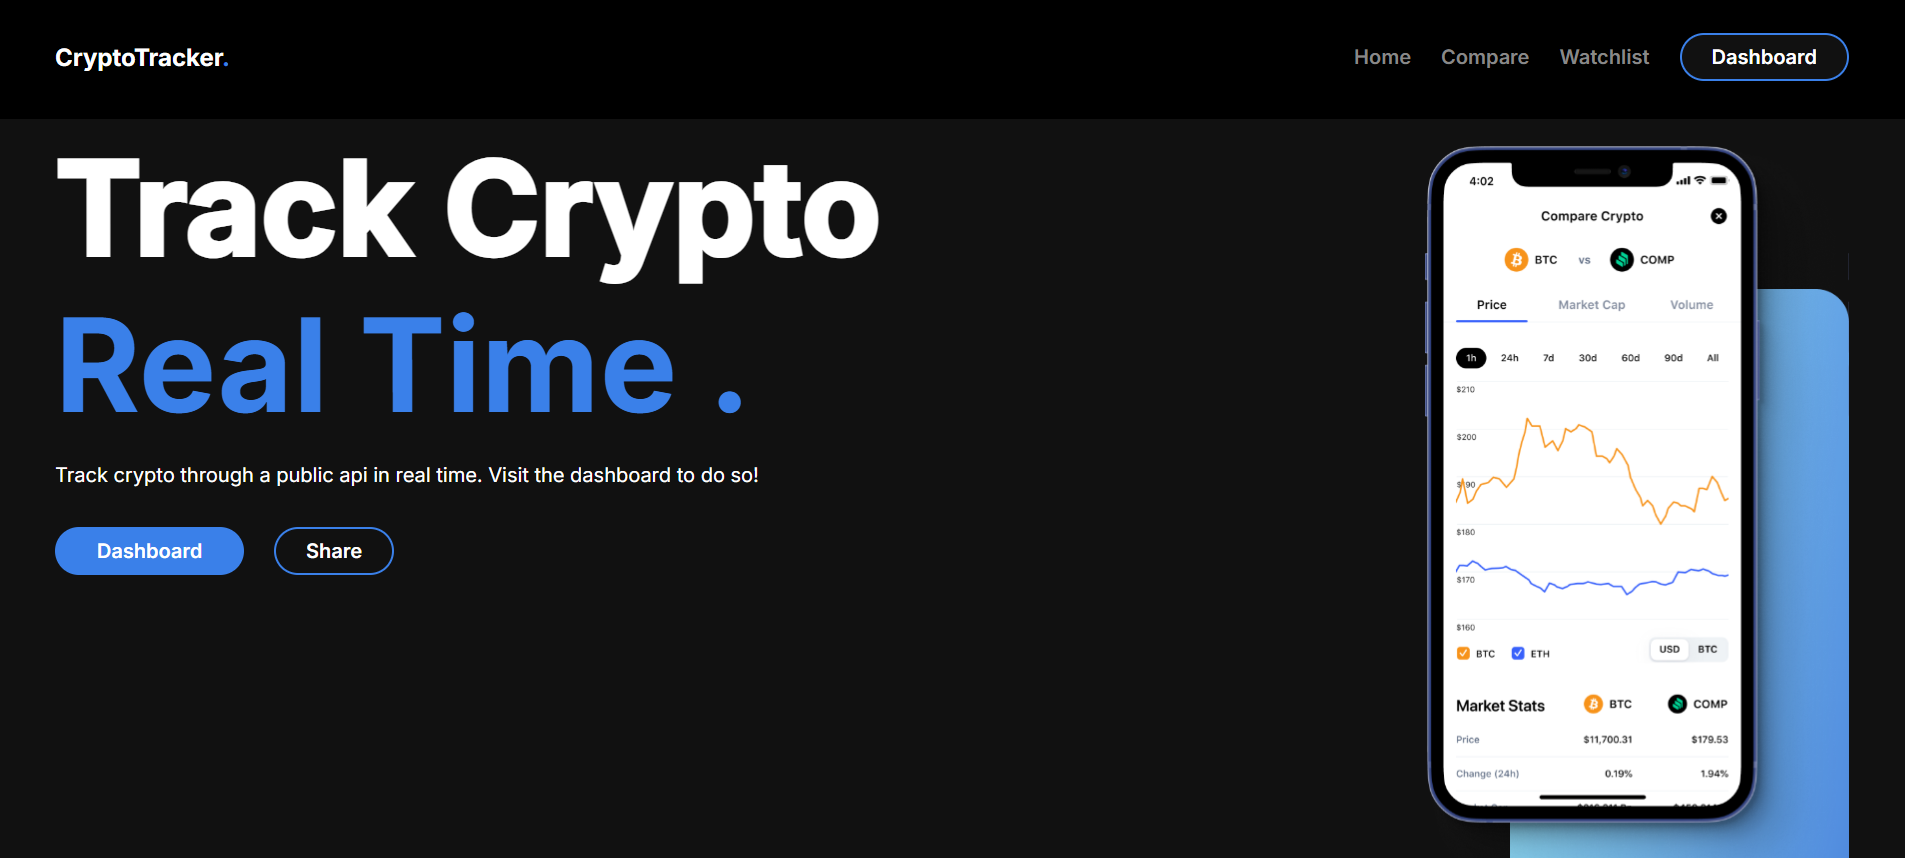 CryptoTracker.
Home Compare Watchlist Dashboard
Track Crypto
Real Time .
Track crypto through a public api in real time. Visit the dashboard to do so!
Dashboard Share
4:02
Compare Crypto
BTC vs COMP
Price Market Cap Volume
1h 24h 7d 30d 60d 90d All
$210
$200
$190
$180
$170
$160
BTC ETH USD BTC
Market Stats BTC COMP
Price $11,700.31 $179.53
Change (24h) 0.19% 1.94%